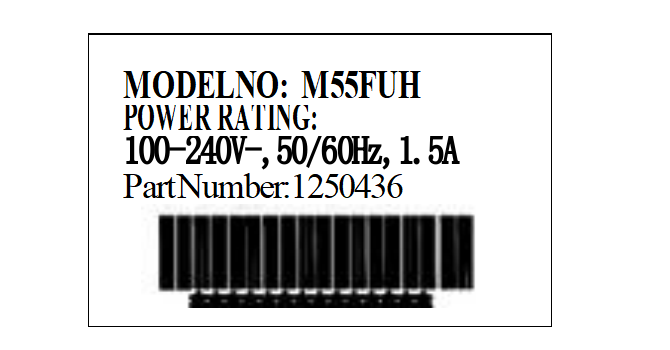 MODELNO: M55FUH
POWER RATING:
100-240V-, 50/60Hz, 1.5A
PartNumber:1250436